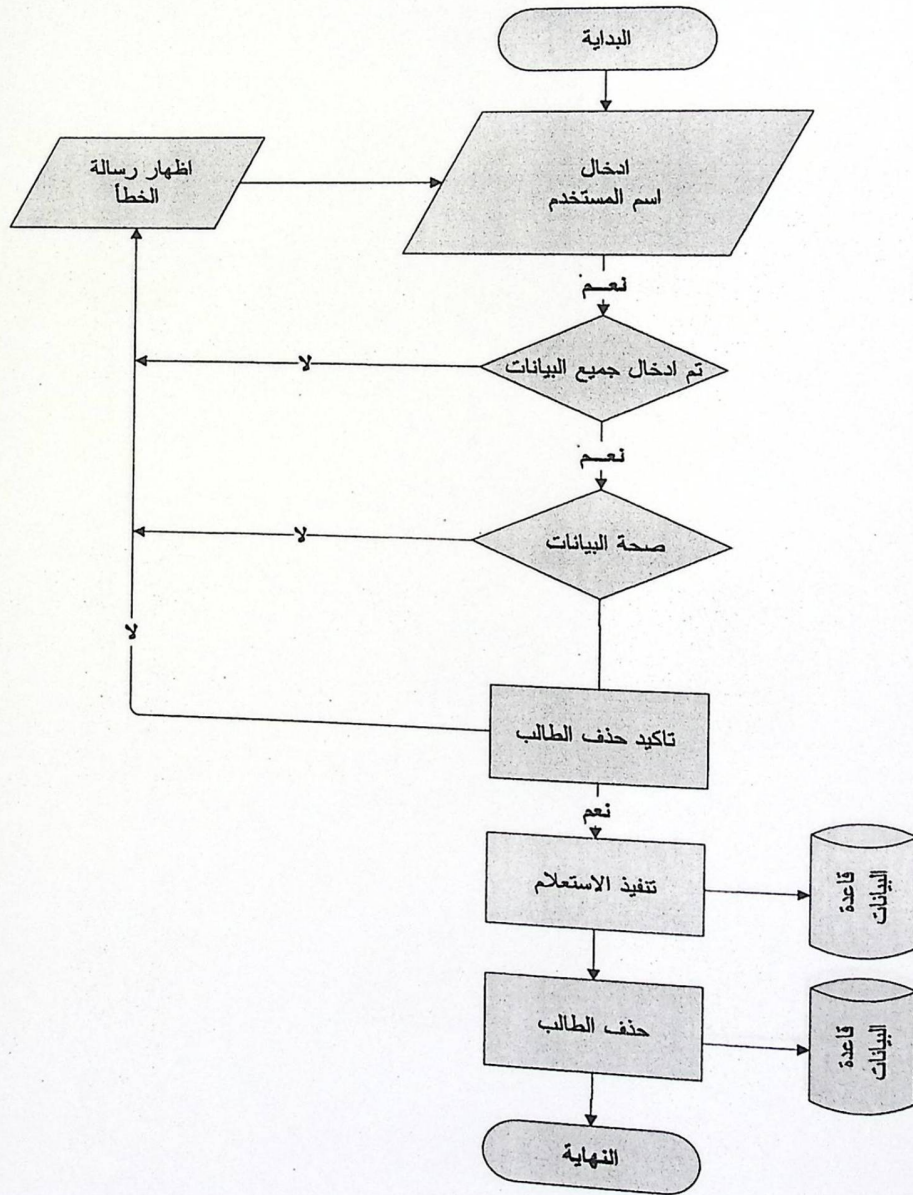 البداية
ادخال
اسم المستخدم
اظهار رسالة
الخطأ
نعم
تم ادخال جميع البيانات
لا
نعم
صحة البيانات
لا
لا
تاكيد حذف الطالب
نعم
تنفيذ الاستعلام
قاعدة
البيانات
حذف الطالب
قاعدة
البيانات
النهاية